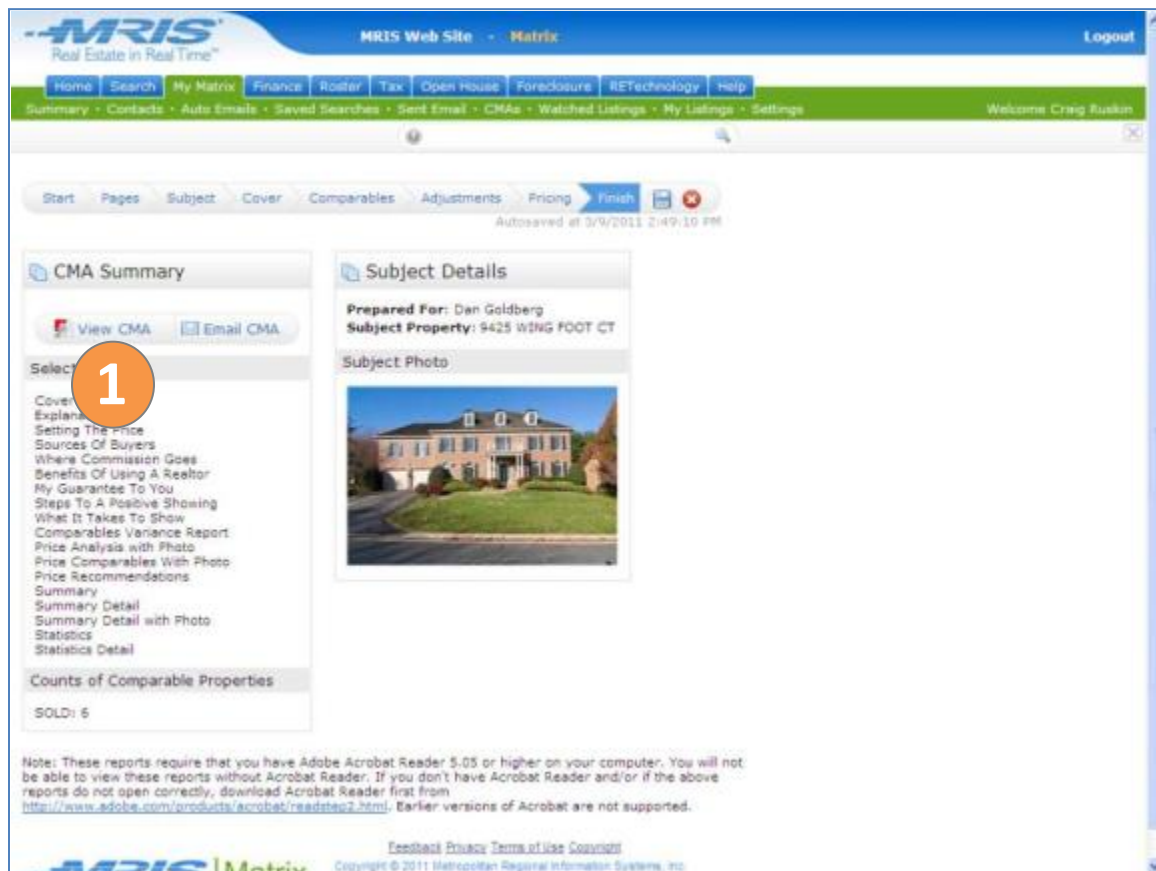 MRIS
Real Estate in Real Time™
MRIS Web Site - Matrix
Logout
Home Search My Matrix Finance Roster Tax Open House Foreclosure RETechnology Help
Summary • Contacts • Auto Emails • Saved Searches • Sent Email • CMAs • Watched Listings • My Listings • Settings
Welcome Craig Ruskin
Start Pages Subject Cover Comparables Adjustments Pricing Finish
Autosaved at 3/9/2011 2:49:10 PM
CMA Summary
View CMA Email CMA
Select
1
Cover
Setting The Price
Sources Of Buyers
Where Commission Goes
Benefits Of Using A Realtor
My Guarantee To You
Steps To A Positive Showing
What It Takes To Show
Comparables Variance Report
Price Analysis with Photo
Price Comparables With Photo
Price Recommendations
Summary
Summary Detail
Summary Detail with Photo
Statistics
Statistics Detail
Counts of Comparable Properties
SOLD: 6
Subject Details
Prepared For: Dan Goldberg
Subject Property: 9425 WING FOOT CT
Subject Photo
Note: These reports require that you have Adobe Acrobat Reader 5.05 or higher on your computer. You will not
be able to view these reports without Acrobat Reader. If you don't have Acrobat Reader and/or if the above
reports do not open correctly, download Acrobat Reader first from
http://www.adobe.com/products/acrobat/readstep2.html. Earlier versions of Acrobat are not supported.
Feedback Privacy Terms of Use Copyright
MRIS Matrix
Copyright © 2011 Metropolitan Regional Information Systems, Inc.